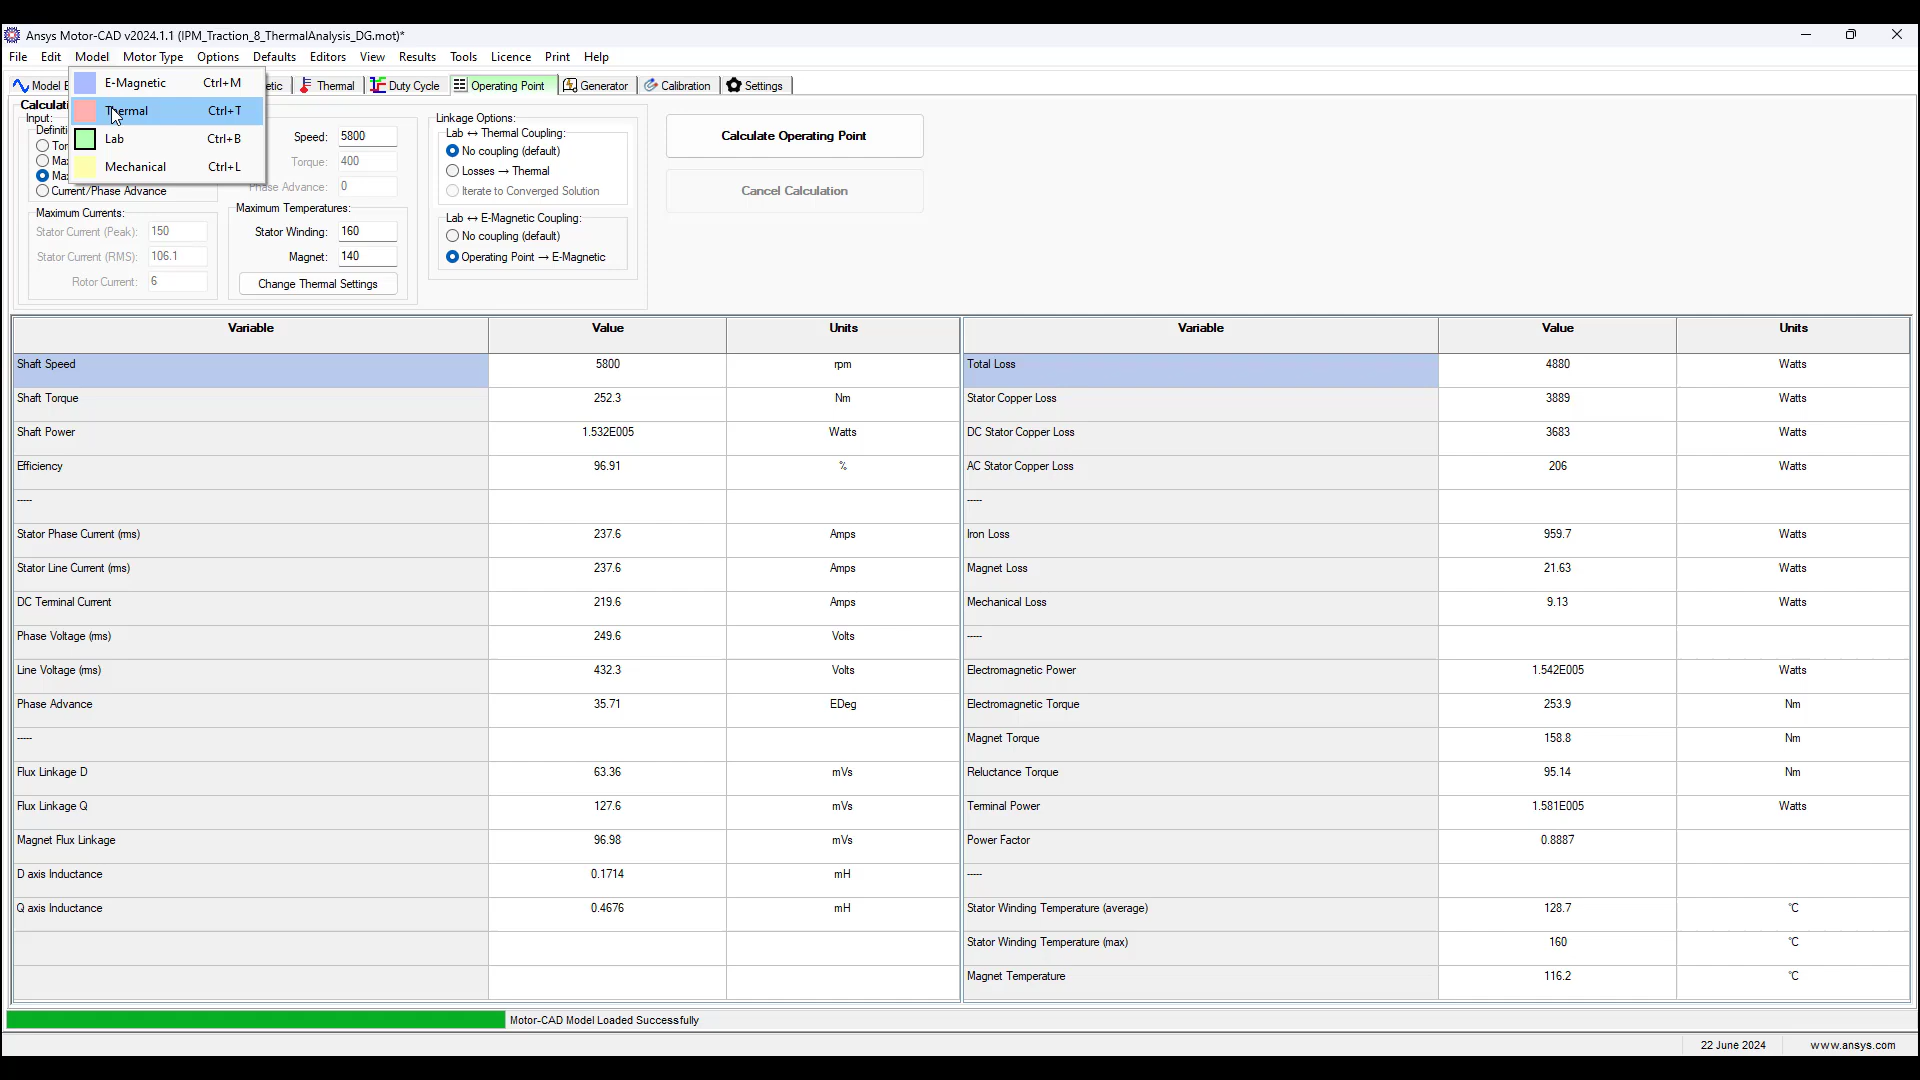 Ansys Motor-CAD v2024.1.1 (IPM_Traction_8_ThermalAnalysis_DG.mot)*
File Edit Model Motor Type Options Defaults Editors View Results Tools Licence Print Help
E-Magnetic Ctrl+M
Thermal Ctrl+T
Lab Ctrl+B
Mechanical Ctrl+L
Model Thermal Duty Cycle Operating Point Generator Calibration Settings
Input:
Current/Phase Advance
Maximum Currents:
Stator Current (Peak): 150
Stator Current (RMS): 106.1
Rotor Current: 6
Speed: 5800
Torque: 400
Phase Advance: 0
Maximum Temperatures:
Stator Winding: 160
Magnet: 140
Change Thermal Settings
Linkage Options:
Lab ↔ Thermal Coupling:
No coupling (default)
Losses → Thermal
Iterate to Converged Solution
Lab ↔ E-Magnetic Coupling:
No coupling (default)
Operating Point → E-Magnetic
Calculate Operating Point
Cancel Calculation
Variable Value Units
Shaft Speed 5800 rpm
Shaft Torque 252.3 Nm
Shaft Power 1.532E005 Watts
Efficiency 96.91 %
-----
Stator Phase Current (rms) 237.6 Amps
Stator Line Current (rms) 237.6 Amps
DC Terminal Current 219.6 Amps
Phase Voltage (rms) 249.6 Volts
Line Voltage (rms) 432.3 Volts
Phase Advance 35.71 EDeg
-----
Flux Linkage D 63.36 mVs
Flux Linkage Q 127.6 mVs
Magnet Flux Linkage 96.98 mVs
D axis Inductance 0.1714 mH
Q axis Inductance 0.4676 mH
Variable Value Units
Total Loss 4880 Watts
Stator Copper Loss 3889 Watts
DC Stator Copper Loss 3683 Watts
AC Stator Copper Loss 206 Watts
-----
Iron Loss 959.7 Watts
Magnet Loss 21.63 Watts
Mechanical Loss 9.13 Watts
-----
Electromagnetic Power 1.542E005 Watts
Electromagnetic Torque 253.9 Nm
Magnet Torque 158.8 Nm
Reluctance Torque 95.14 Nm
Terminal Power 1.581E005 Watts
Power Factor 0.8887
-----
Stator Winding Temperature (average) 128.7 °C
Stator Winding Temperature (max) 160 °C
Magnet Temperature 116.2 °C
Motor-CAD Model Loaded Successfully
22 June 2024 www.ansys.com